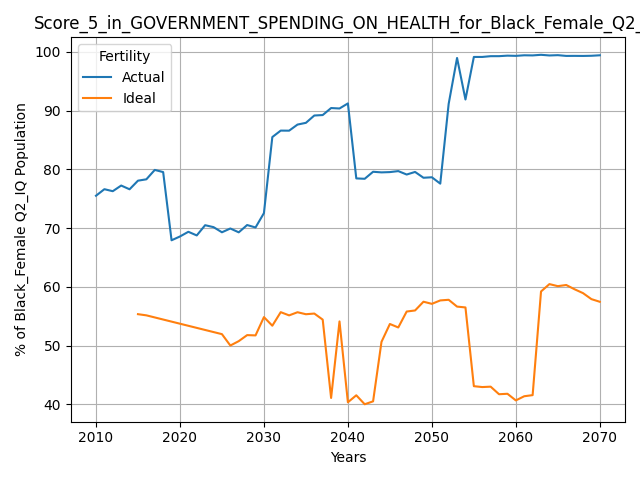 Score_5_in_GOVERNMENT_SPENDING_ON_HEALTH_for_Black_Female_Q2_
Fertility
Actual
Ideal
% of Black_Female Q2_IQ Population
100
90
80
70
60
50
40
2010 2020 2030 2040 2050 2060 2070
Years